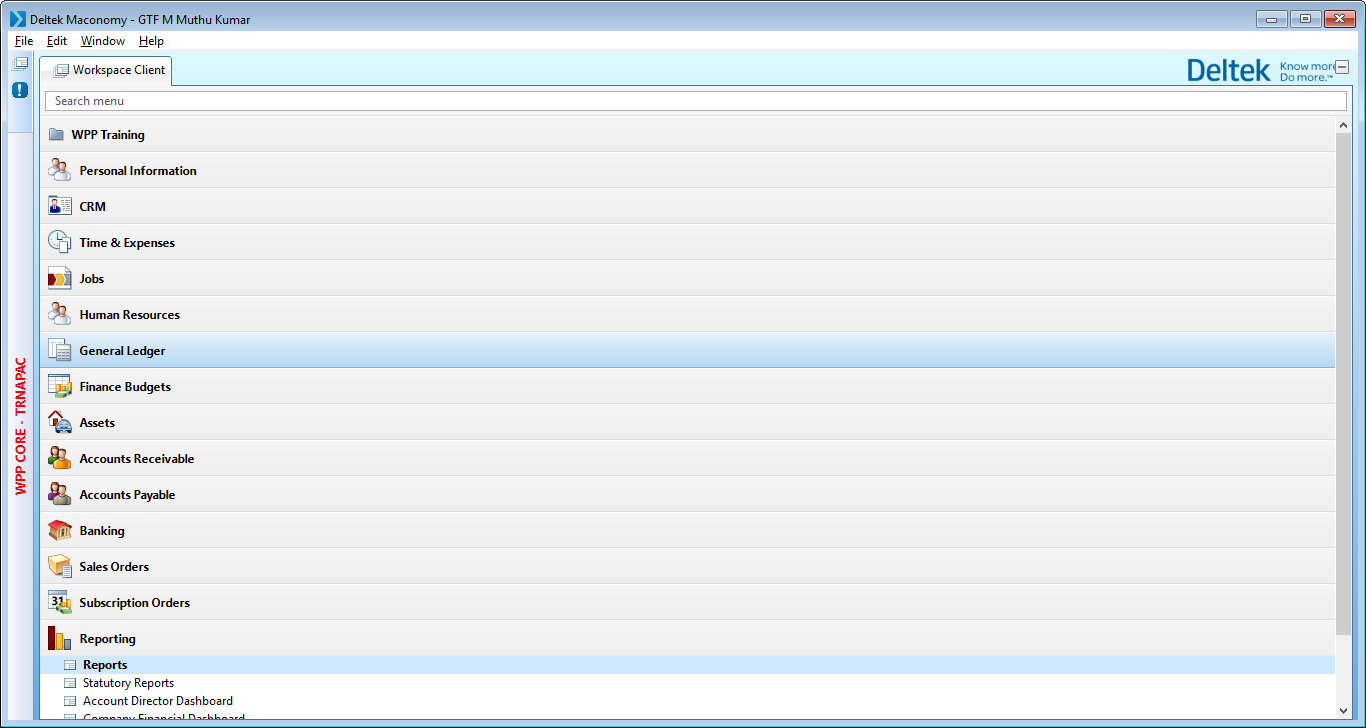 Deltek Maconomy - GTF M Muthu Kumar
File Edit Window Help
Workspace Client
Deltek Know more Do more.™
Search menu
WPP Training
Personal Information
CRM
Time & Expenses
Jobs
Human Resources
General Ledger
Finance Budgets
Assets
Accounts Receivable
Accounts Payable
Banking
31
Sales Orders
Subscription Orders
Reporting
Reports
Statutory Reports
Account Director Dashboard
Company Financial Dashboard
WPP CORE - TRNAPAC